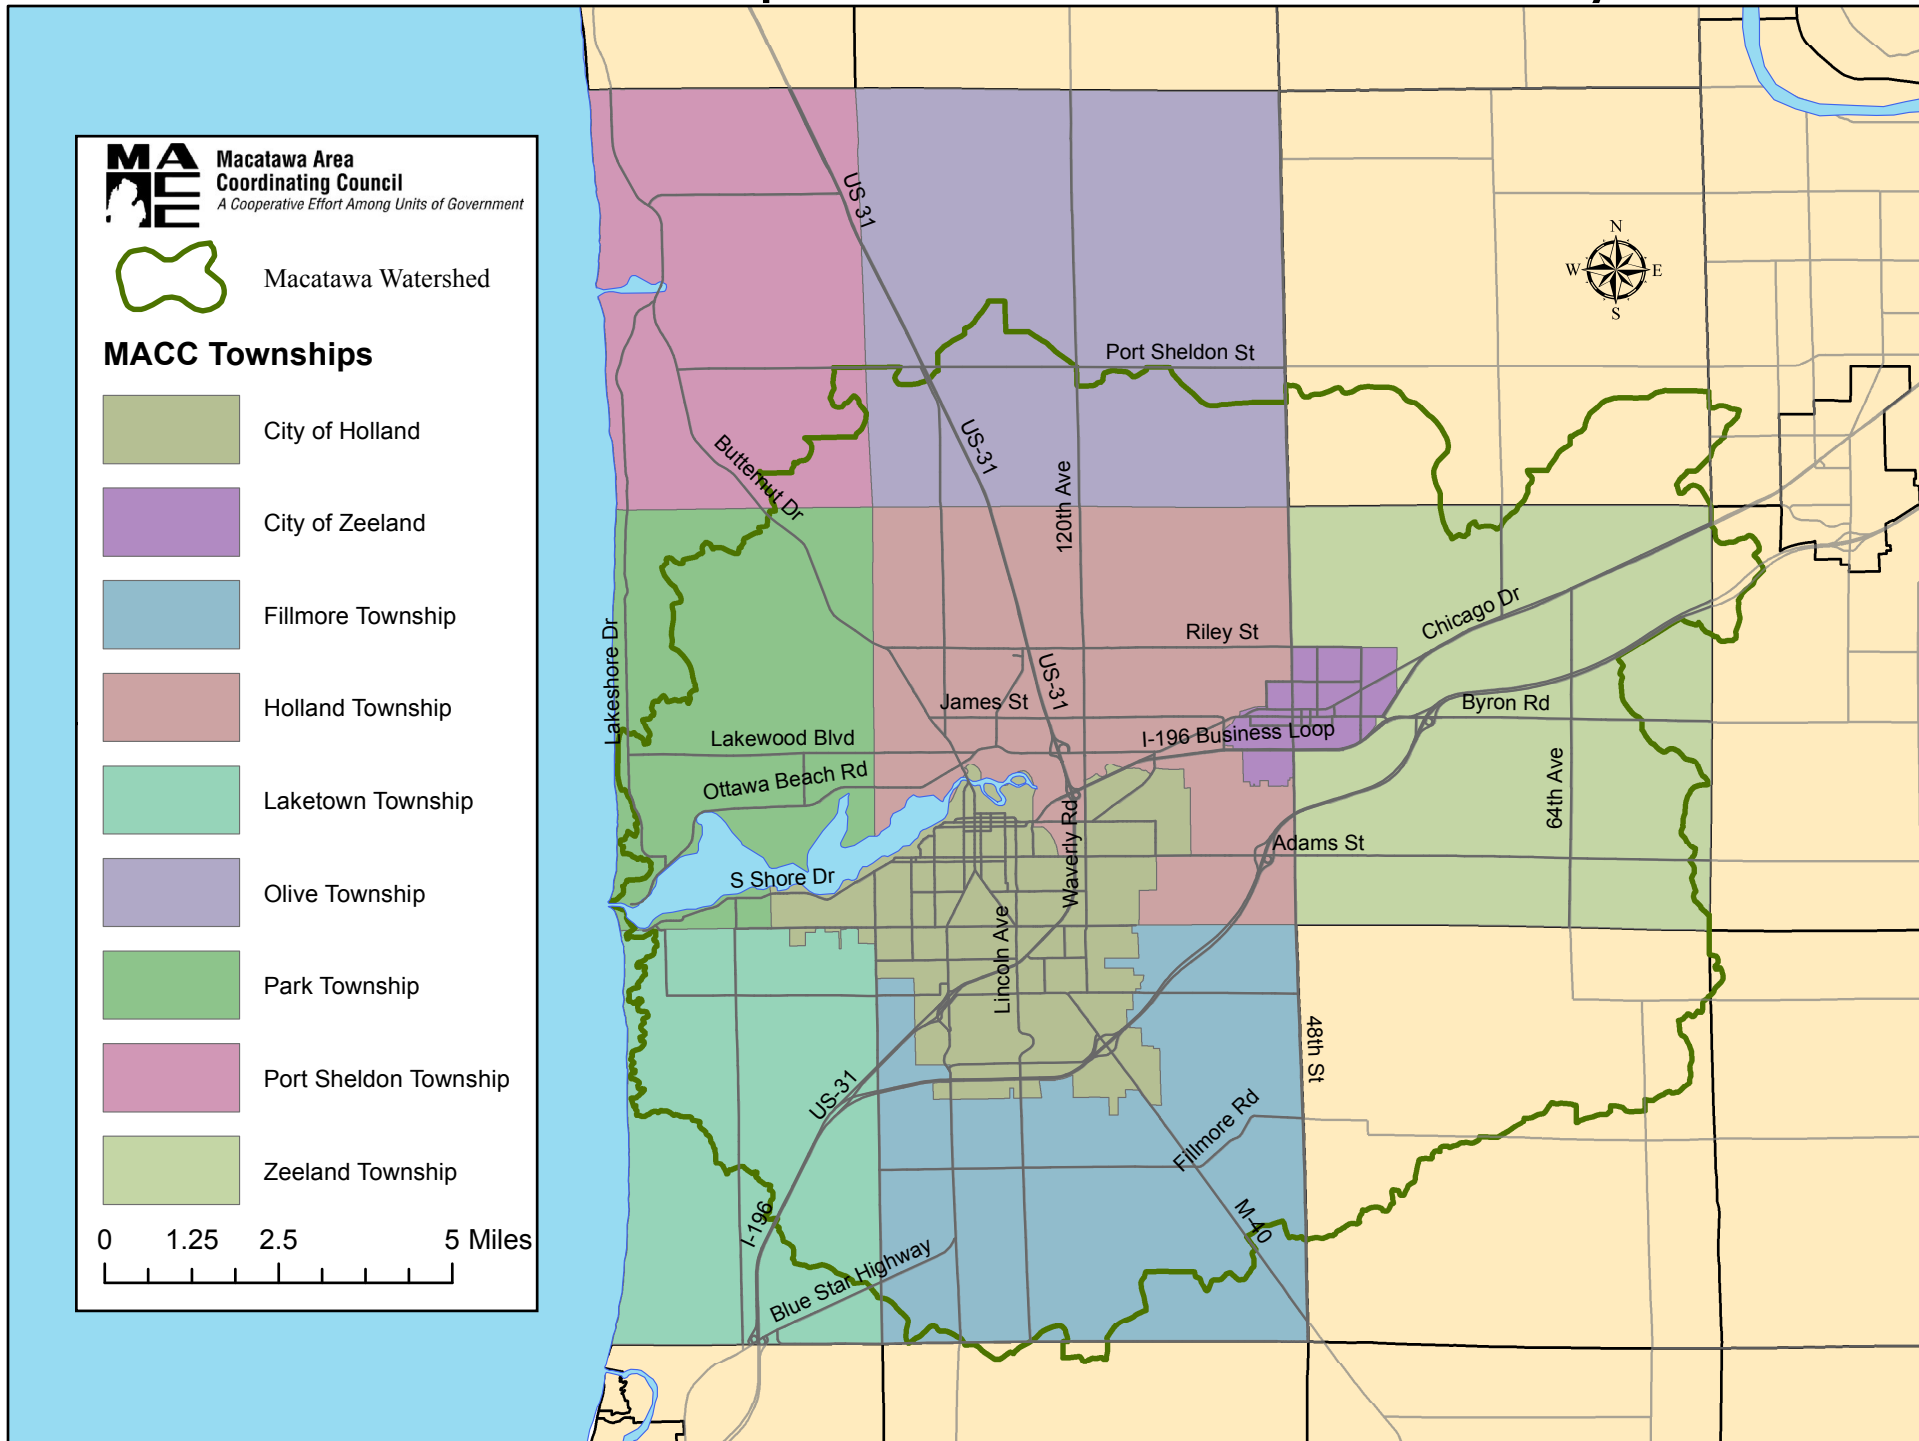 MACC
Macatawa Area
Coordinating Council
A Cooperative Effort Among Units of Government
Macatawa Watershed
MACC Townships
City of Holland
City of Zeeland
Fillmore Township
Holland Township
Laketown Township
Olive Township
Park Township
Port Sheldon Township
Zeeland Township
0 1.25 2.5 5 Miles
N
W E
S
US 31
Port Sheldon St
US-31
Butternut Dr
120th Ave
Chicago Dr
Riley St
Lakeshore Dr
US-31
James St
Byron Rd
Lakewood Blvd
I-196 Business Loop
Ottawa Beach Rd
64th Ave
Waverly Rd
Adams St
S Shore Dr
Lincoln Ave
48th St
US-31
Fillmore Rd
I-196
M-40
Blue Star Highway